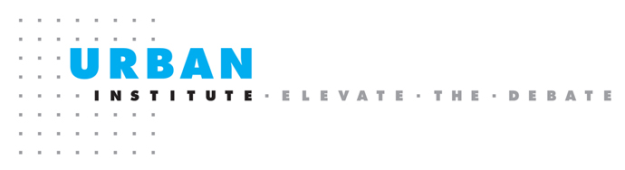 URBAN
INSTITUTE · ELEVATE · THE · DEBATE